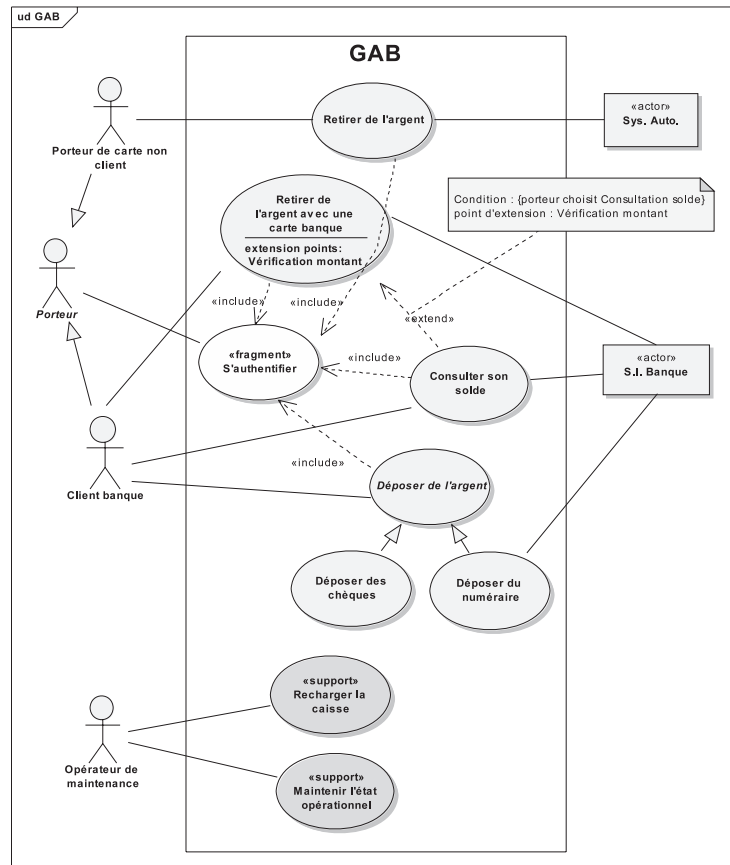 ud GAB
GAB
Retirer de l'argent
«actor»
Sys. Auto.
Porteur de carte non
client
Condition : {porteur choisit Consultation solde}
point d'extension : Vérification montant
Retirer de
l'argent avec une
carte banque
extension points:
Vérification montant
Porteur
«include»
«include»
«extend»
«fragment»
S'authentifier
«include»
Consulter son
solde
«actor»
S.I. Banque
Client banque
«include»
Déposer de l'argent
Déposer des
chèques
Déposer du
numéraire
«support»
Recharger la
caisse
Opérateur de
maintenance
«support»
Maintenir l'état
opérationnel